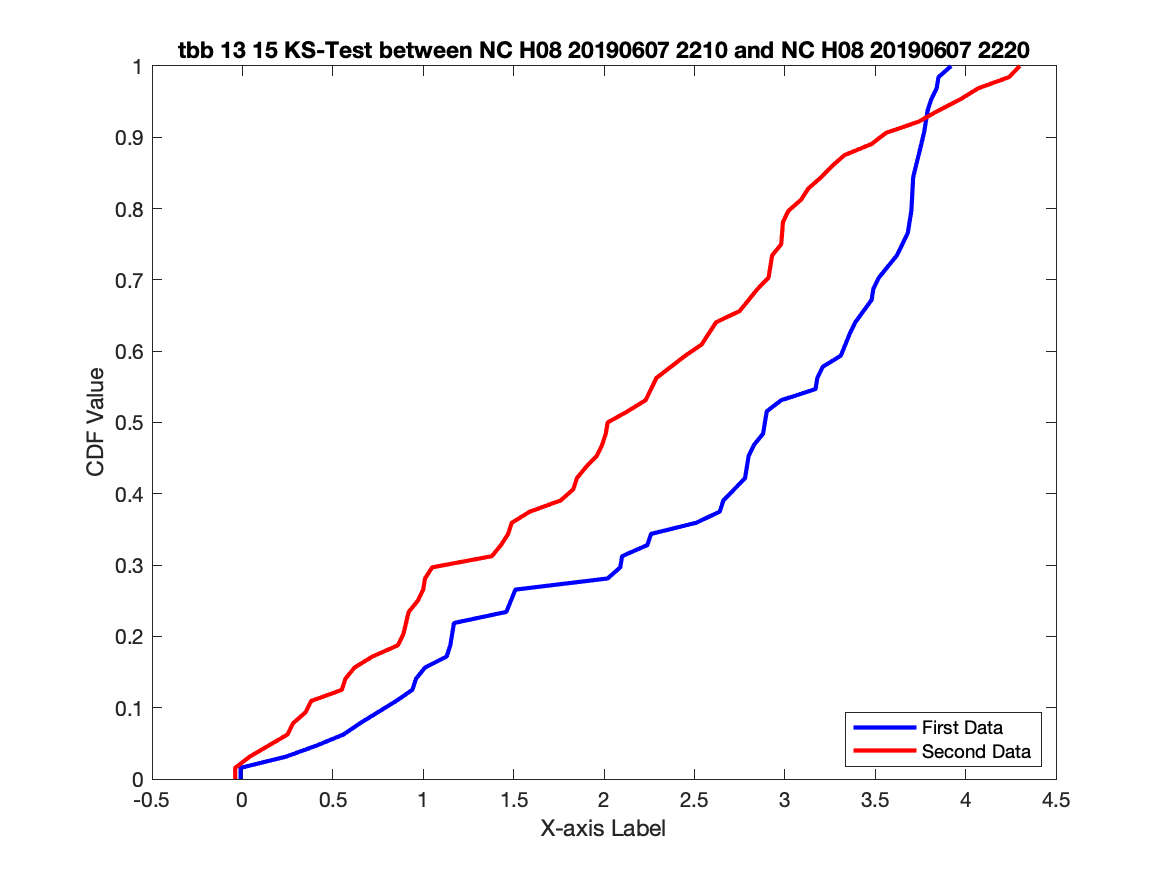 tbb 13 15 KS-Test between NC H08 20190607 2210 and NC H08 20190607 2220
1
0.9
0.8
0.7
0.6
0.5
0.4
0.3
0.2
0.1
0
CDF Value
First Data
Second Data
-0.5 0 0.5 1 1.5 2 2.5 3 3.5 4 4.5
X-axis Label